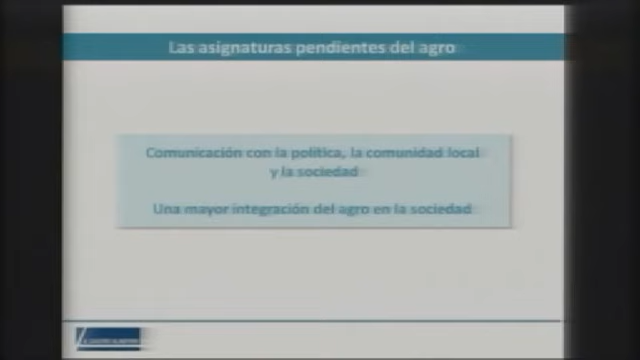 Las asignaturas pendientes del agro
Comunicación con la política, la comunidad local
y la sociedad
Una mayor integración del agro en la sociedad